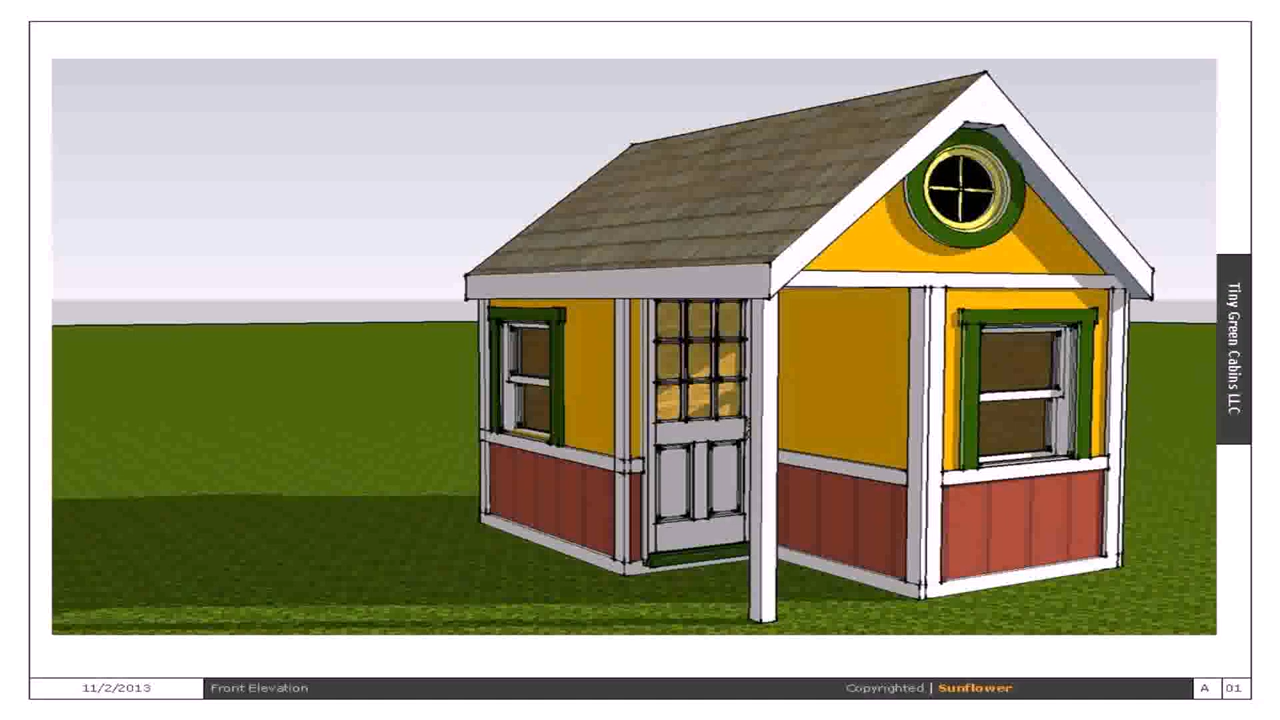 Tiny Green Cabins LLC
11/2/2013
Front Elevation
Copyrighted | Sunflower
A
01